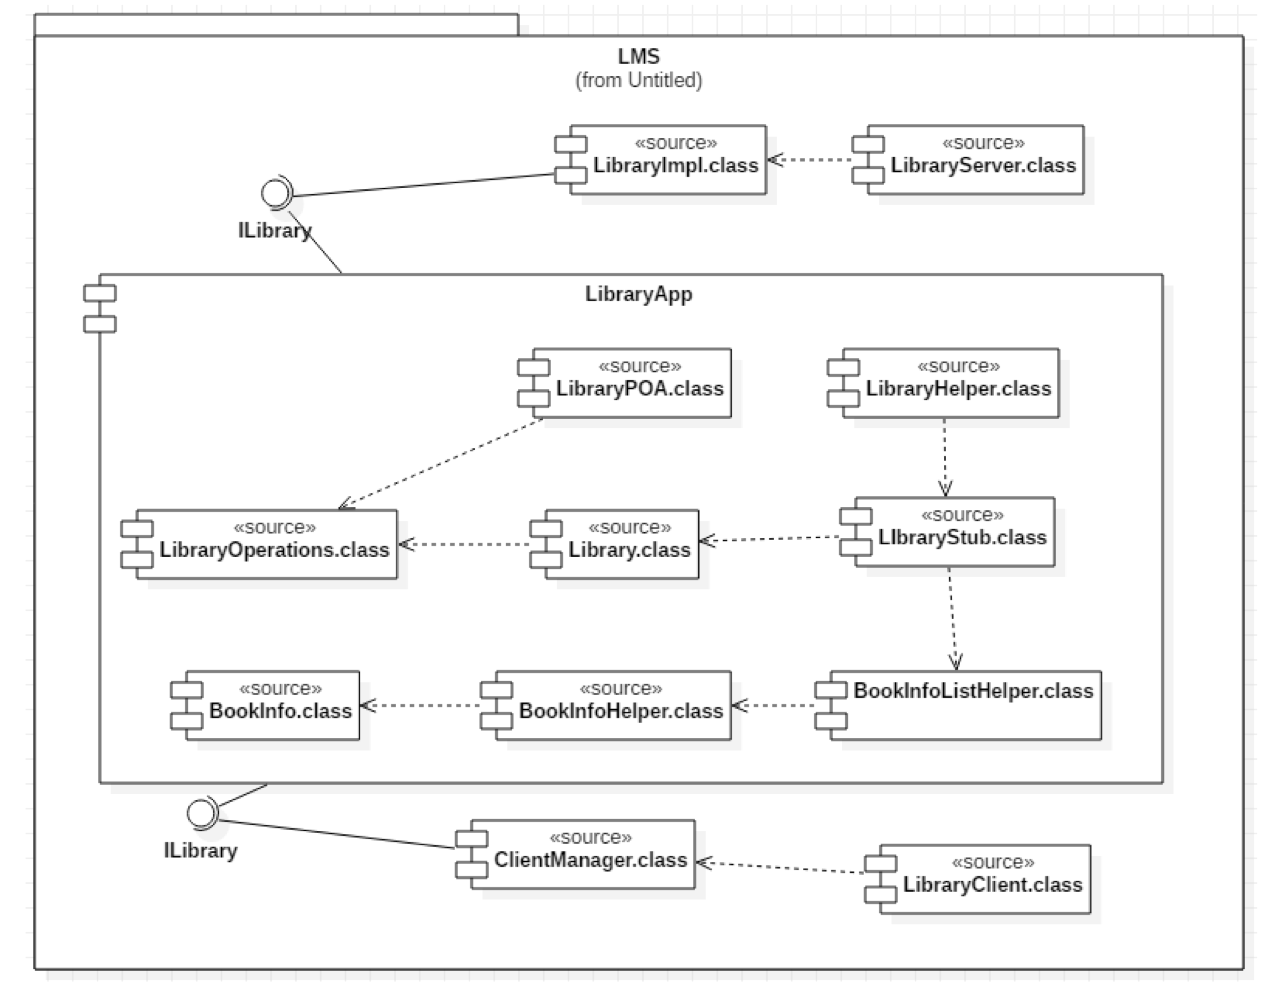 LMS
(from Untitled)
«source»
LibraryImpl.class
«source»
LibraryServer.class
ILibrary
LibraryApp
«source»
LibraryPOA.class
«source»
LibraryHelper.class
«source»
LibraryOperations.class
«source»
Library.class
«source»
LIbraryStub.class
«source»
BookInfo.class
«source»
BookInfoHelper.class
BookInfoListHelper.class
ILibrary
«source»
ClientManager.class
«source»
LibraryClient.class